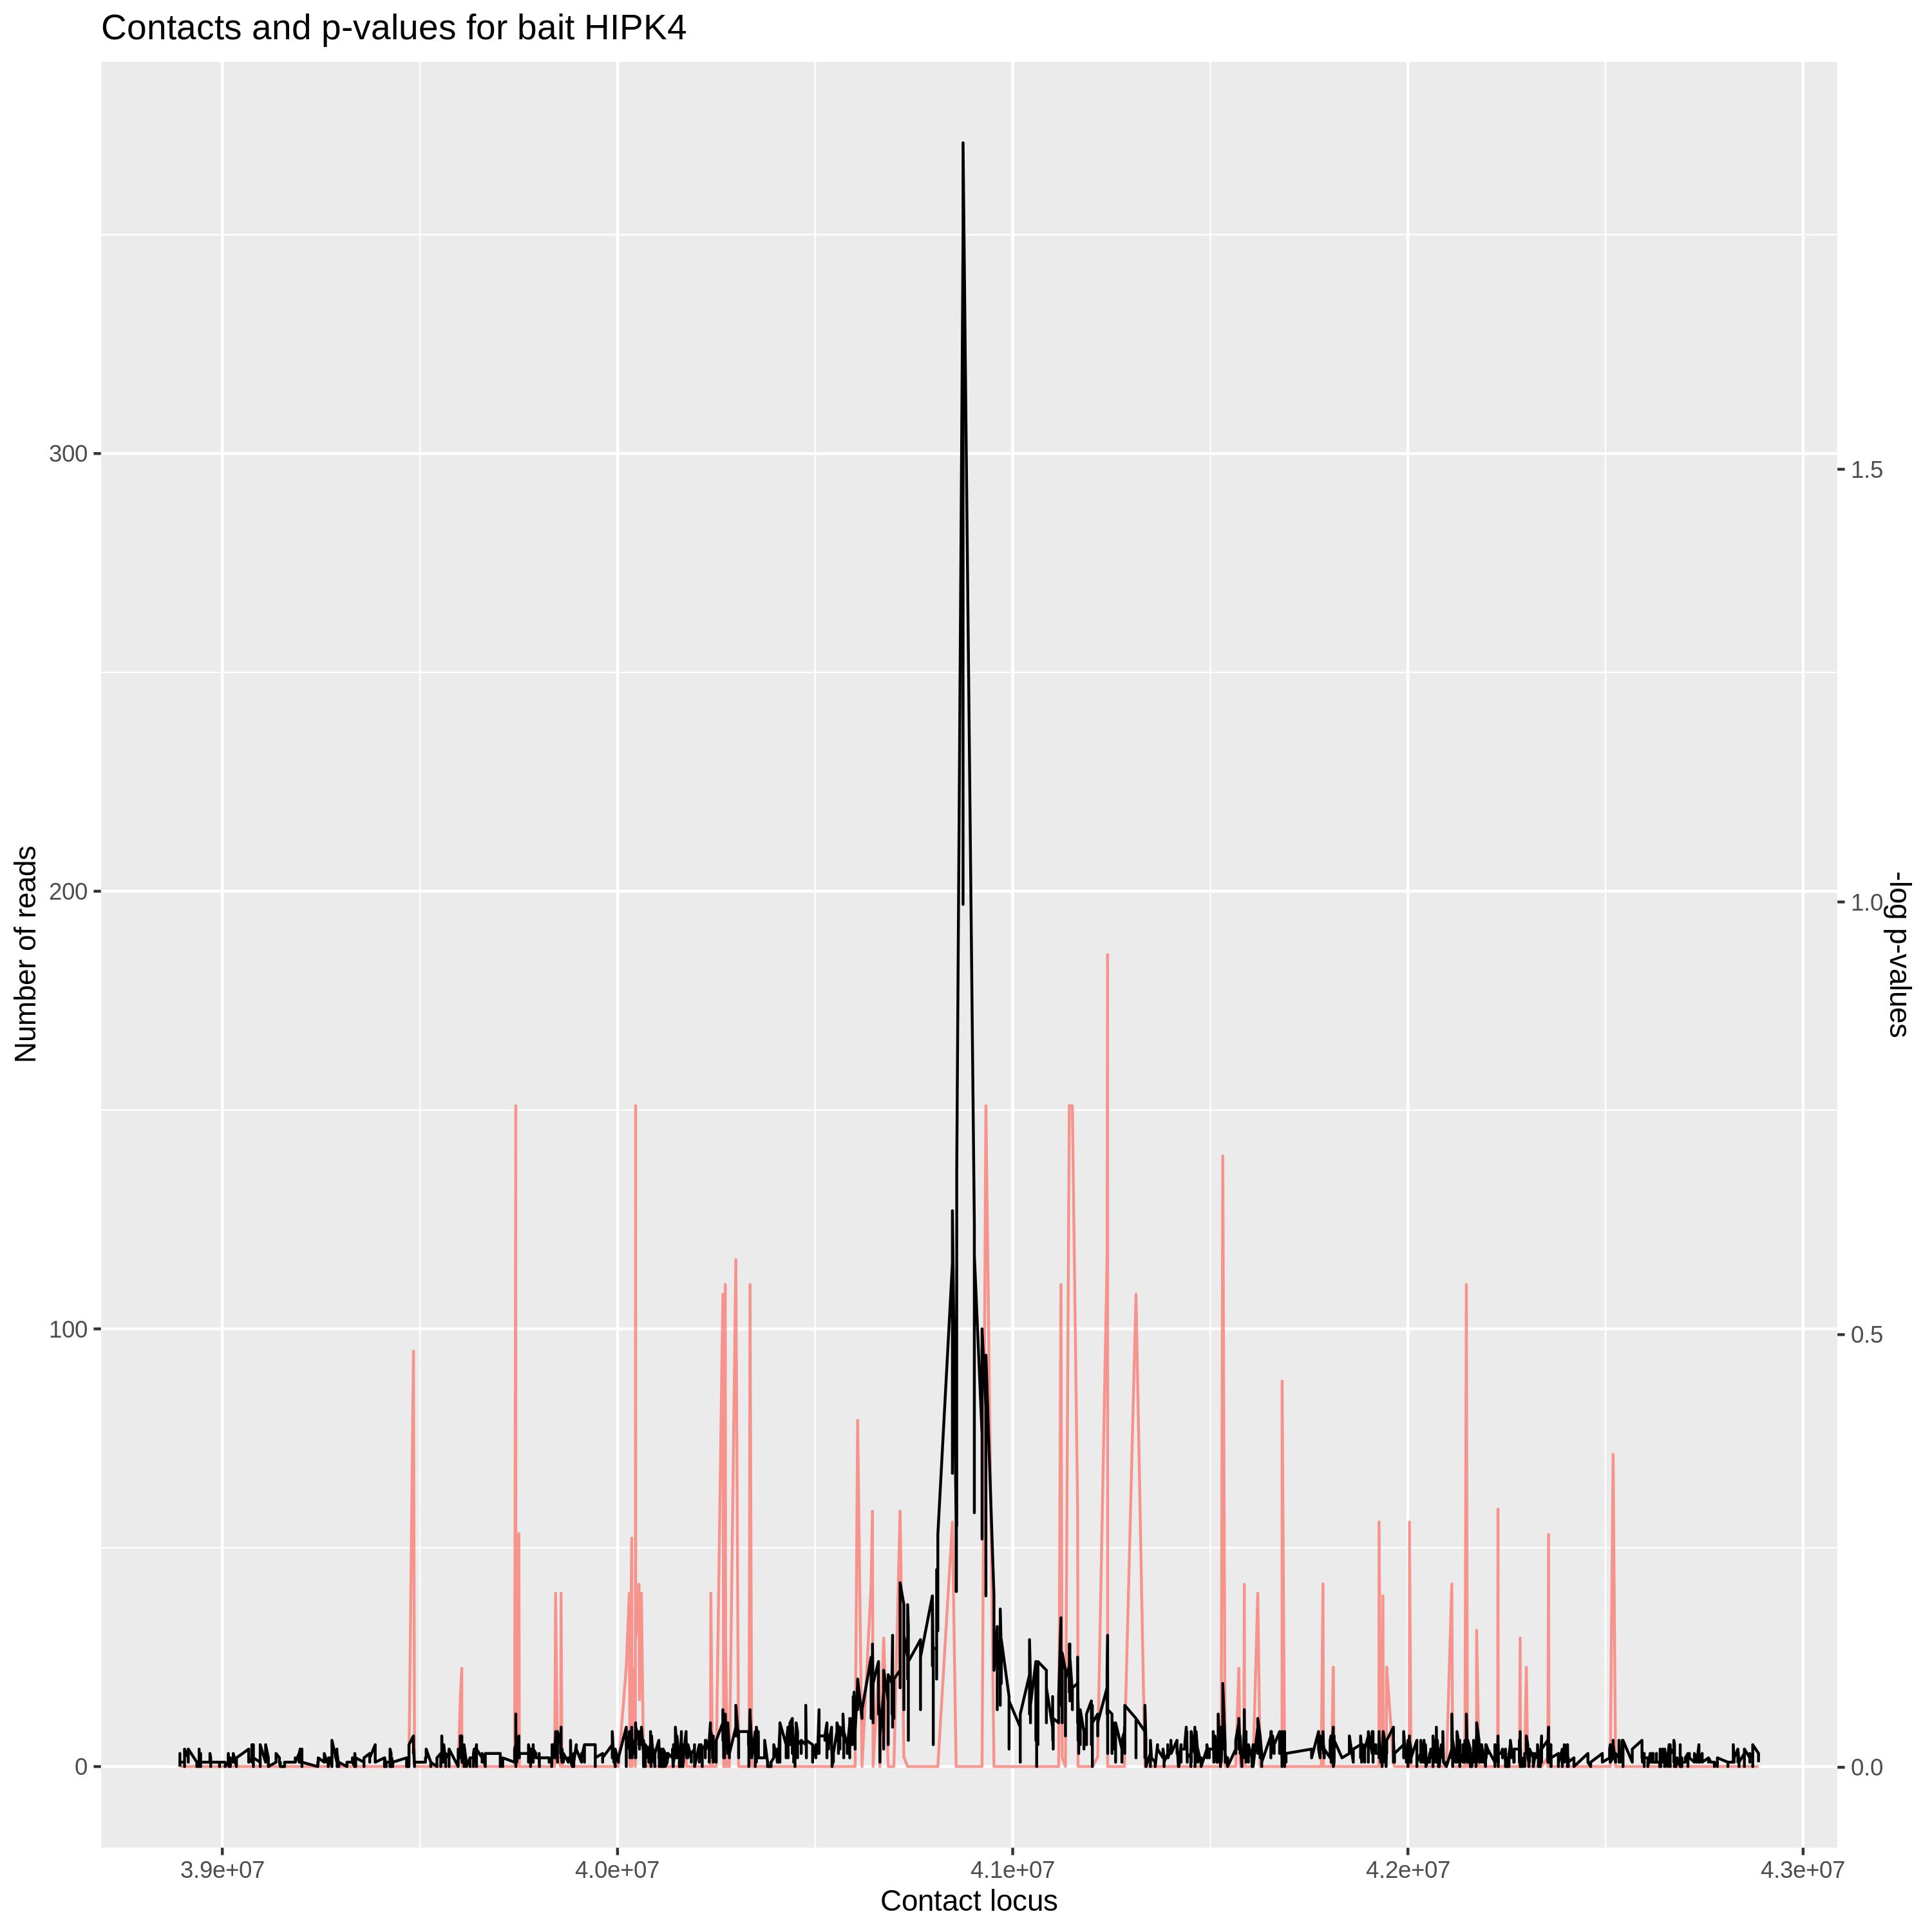 Contacts and p-values for bait HIPK4
Number of reads
300
200
100
0
1.5
1.0
0.5
0.0
-log p-values
3.9e+07
4.0e+07
4.1e+07
4.2e+07
4.3e+07
Contact locus